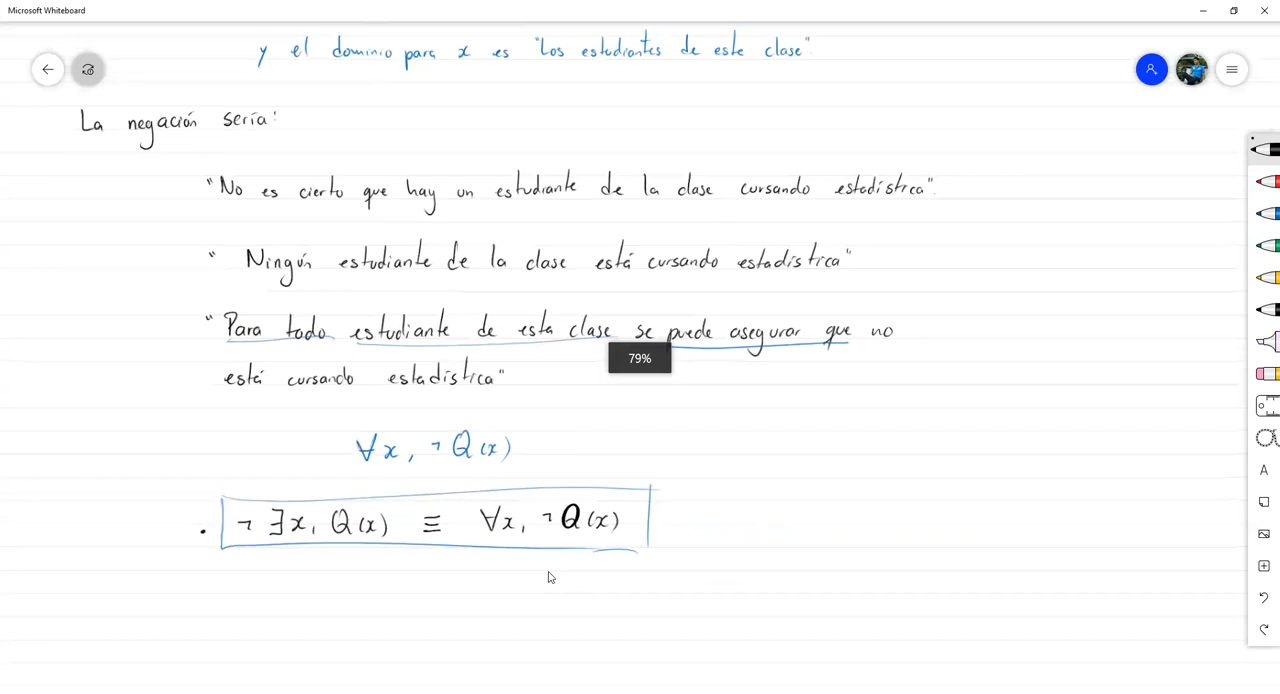 Microsoft Whiteboard
y el dominio para x es "Los estudiantes de este clase".
La negación sería:
"No es cierto que hay un estudiante de la clase cursando estadística".
" Ningún estudiante de la clase está cursando estadística"
"Para todo estudiante de esta clase se puede asegurar que no
79%
está cursando estadística"
∀x, ¬Q(x)
. ¬∃x, Q(x) ≡ ∀x, ¬Q(x)
A